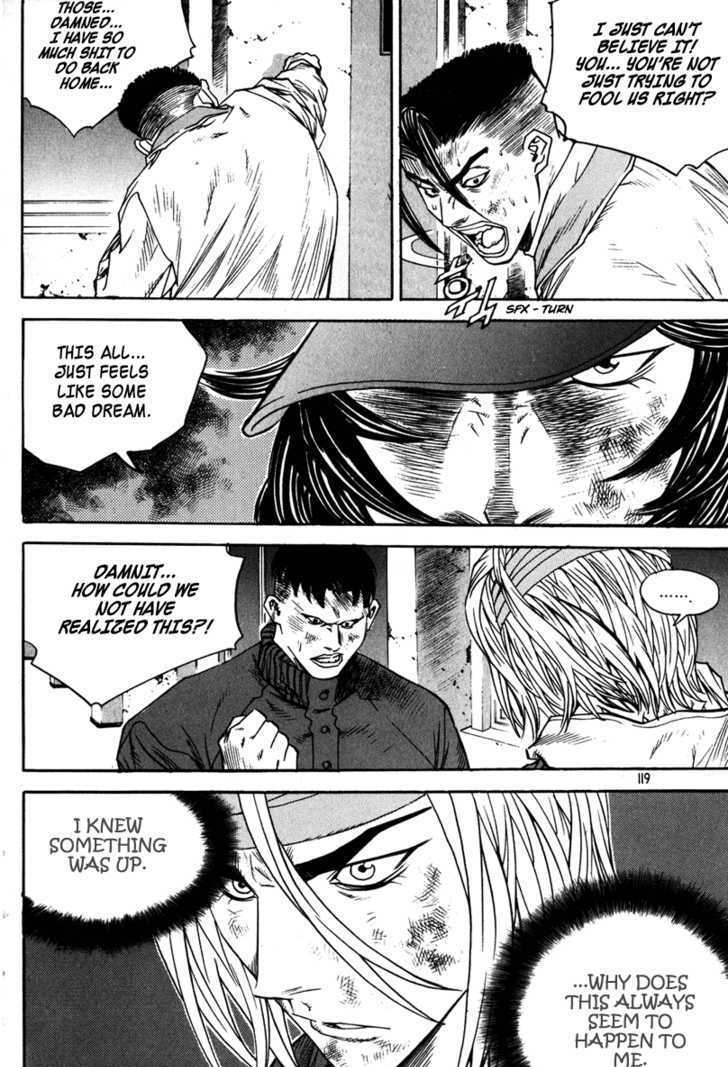 THOSE...
DAMNED...
I HAVE SO
MUCH SHIT TO
DO BACK
HOME...
I JUST CAN'T
BELIEVE IT!
YOU... YOU'RE NOT
JUST TRYING TO
FOOL US RIGHT?
SFX - TURN
THIS ALL...
JUST FEELS
LIKE SOME
BAD DREAM.
DAMNIT...
HOW COULD WE
NOT HAVE
REALIZED THIS?!
......
119
I KNEW
SOMETHING
WAS UP.
...WHY DOES
THIS ALWAYS
SEEM TO
HAPPEN TO
ME.